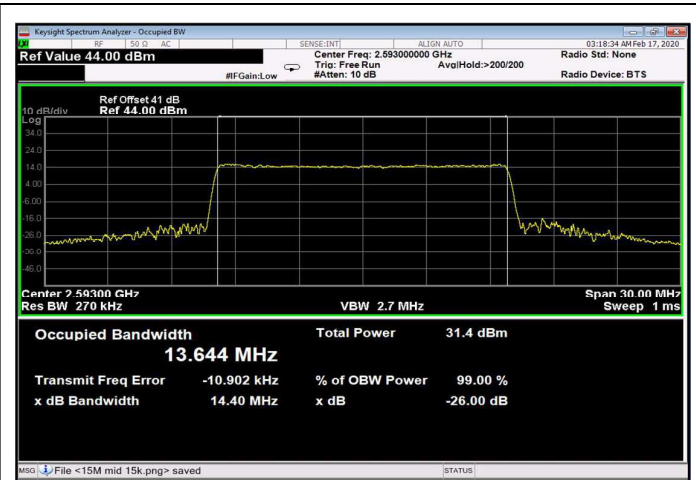 Keysight Spectrum Analyzer - Occupied BW
LXI RF 50 Ω AC SENSE:INT ALIGN AUTO 03:18:34 AM Feb 17, 2020
Ref Value 44.00 dBm Center Freq: 2.593000000 GHz Radio Std: None
Trig: Free Run Avg|Hold:>200/200
#IFGain:Low #Atten: 10 dB Radio Device: BTS
Ref Offset 41 dB
10 dB/div Ref 44.00 dBm
Log
34.0
24.0
14.0
4.00
-6.00
-16.0
-26.0
-36.0
-46.0
Center 2.59300 GHz Span 30.00 MHz
Res BW 270 kHz VBW 2.7 MHz Sweep 1 ms
Occupied Bandwidth Total Power 31.4 dBm
13.644 MHz
Transmit Freq Error -10.902 kHz % of OBW Power 99.00 %
x dB Bandwidth 14.40 MHz x dB -26.00 dB
MSG File <15M mid 15k.png> saved STATUS